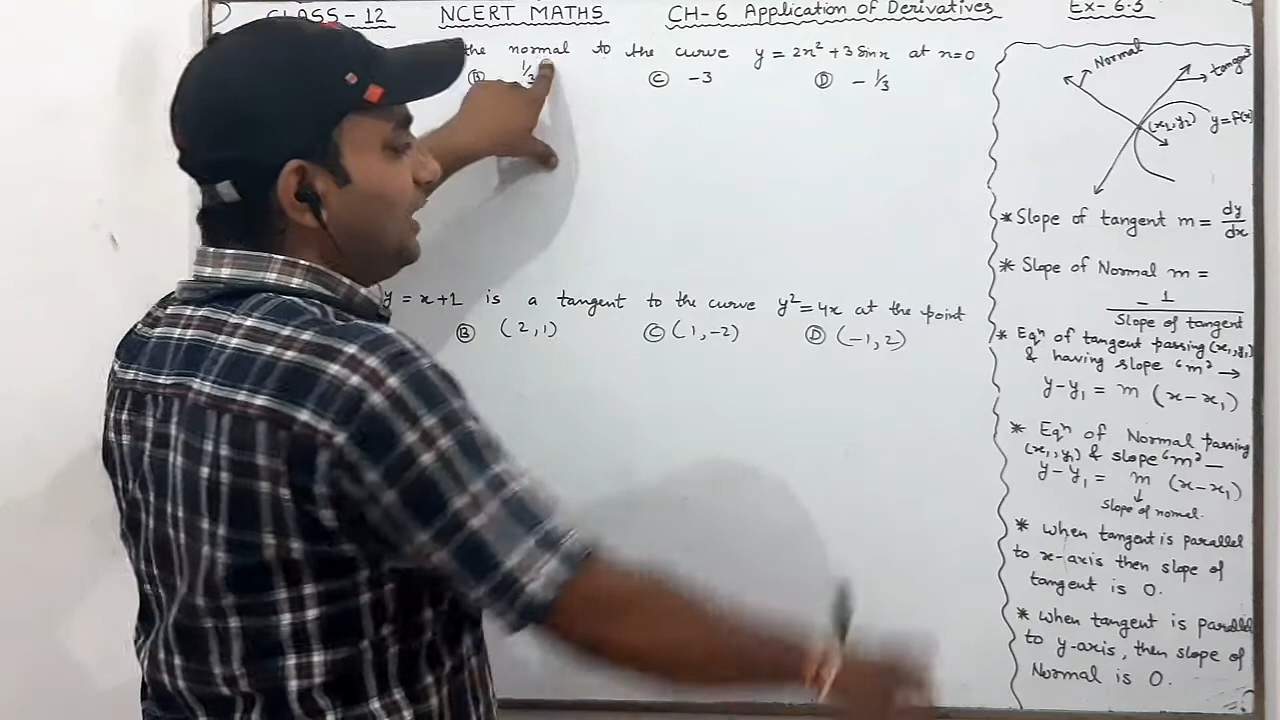 CLASS-12 NCERT MATHS CH-6 Application of Derivatives Ex-6.3
the normal to the curve y = 2x² + 3 Sinx at x=0
Ⓑ 1/3 Ⓒ -3 Ⓓ -1/3
y = x+1 is a tangent to the curve y² = 4x at the point
Ⓑ (2,1) Ⓒ (1,-2) Ⓓ (-1,2)
Normal
tangent
(x₁,y₁) y=f(x)
* Slope of tangent m = dy/dx
* Slope of Normal m =
- 1
Slope of tangent
* Eqⁿ of tangent passing (x₁,y₁)
& having slope 'm' →
y-y₁ = m (x-x₁)
* Eqⁿ of Normal passing
(x₁,y₁) & slope 'm' —
y-y₁ = m (x-x₁)
↓
Slope of nomel.
* when tangent is parallel
to x-axis then slope of
tangent is 0.
* when tangent is parallel
to y-axis, then slope of
Normal is 0.